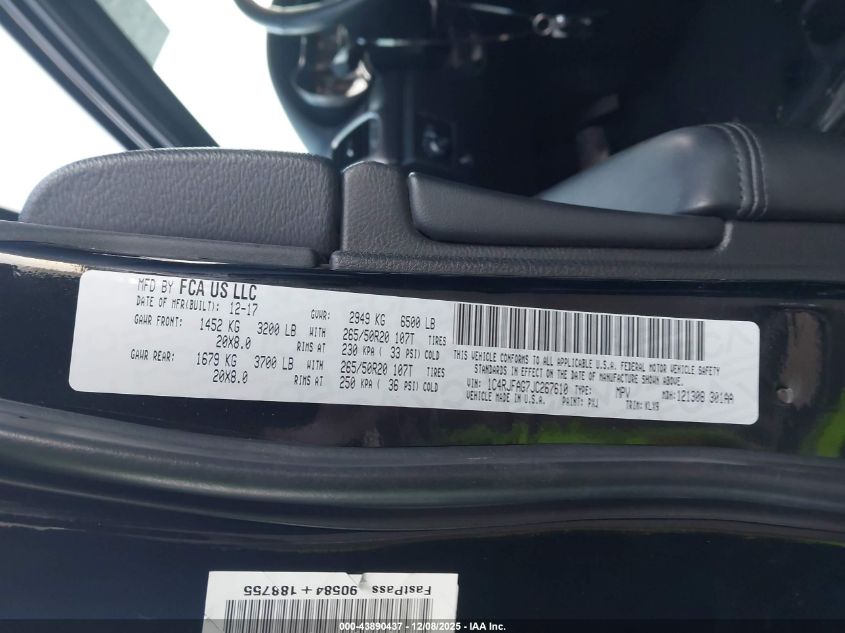 MFD BY FCA US LLC
DATE OF MFR(BUILT): 12-17 GVWR: 2949 KG 6500 LB
GAWR FRONT: 1452 KG 3200 LB WITH 265/50R20 107T TIRES
20X8.0 RIMS AT 230 KPA ( 33 PSI) COLD
GAWR REAR: 1679 KG 3700 LB WITH 265/50R20 107T TIRES
20X8.0 RIMS AT 250 KPA ( 36 PSI) COLD
THIS VEHICLE CONFORMS TO ALL APPLICABLE U.S.A. FEDERAL MOTOR VEHICLE SAFETY
STANDARDS IN EFFECT ON THE DATE OF MANUFACTURE SHOWN ABOVE.
VIN: 1C4RJFAG7JC267610 TYPE: MPV MDH: 121308 301AA
VEHICLE MADE IN U.S.A. PAINT: PXJ TRIM: KLX9
FastPass 90584+188755
000-43890437 - 12/08/2025 - IAA Inc.